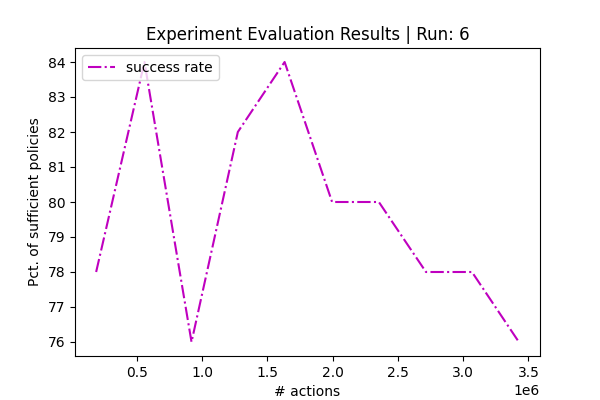 Experiment Evaluation Results | Run: 6
success rate
Pct. of sufficient policies
84
83
82
81
80
79
78
77
76
0.5 1.0 1.5 2.0 2.5 3.0 3.5
1e6
# actions